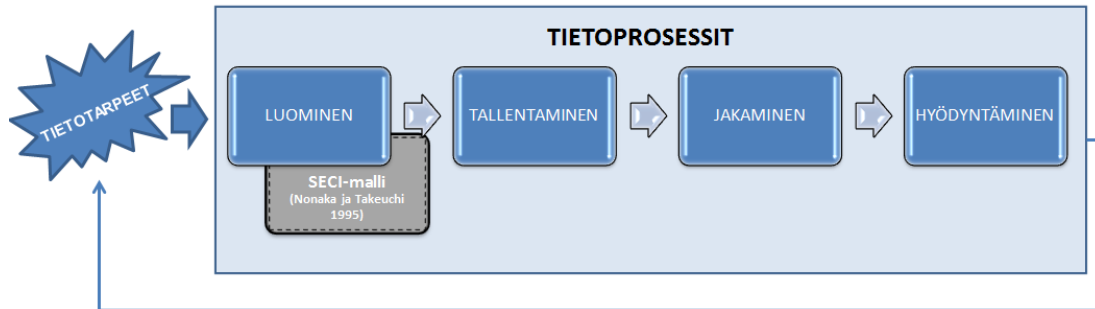 TIETOPROSESSIT
TIETOTARPEET
LUOMINEN
TALLENTAMINEN
JAKAMINEN
HYÖDYNTÄMINEN
SECI-malli
(Nonaka ja Takeuchi
1995)